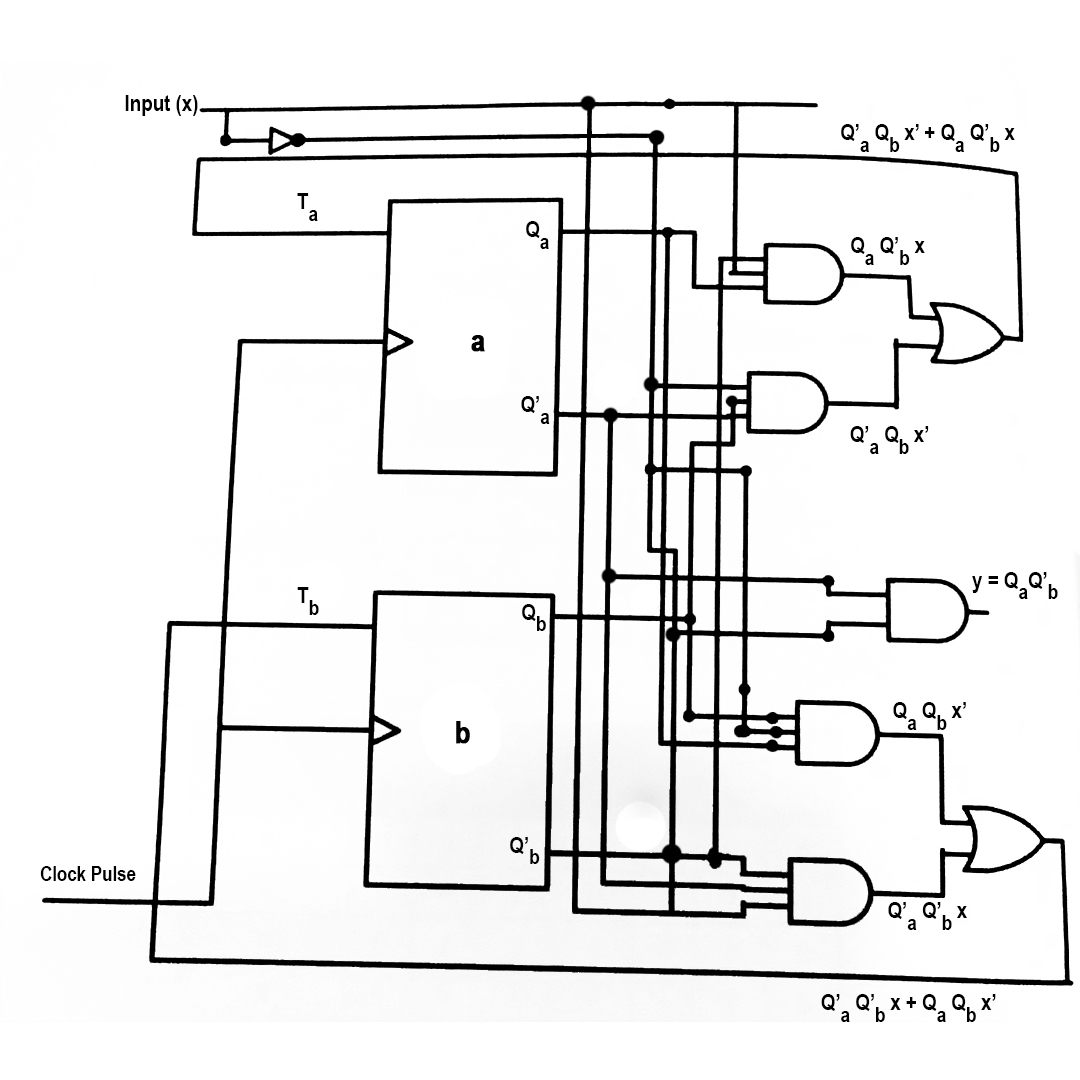 Input (x)
Q'a Qb x' + Qa Q'b x
Ta
Qa
Qa Q'b x
a
Q'a
Q'a Qb x'
Tb
Qb
y = QaQ'b
b
Qa Qb x'
Q'b
Clock Pulse
Q'a Q'b x
Q'a Q'b x + Qa Qb x'